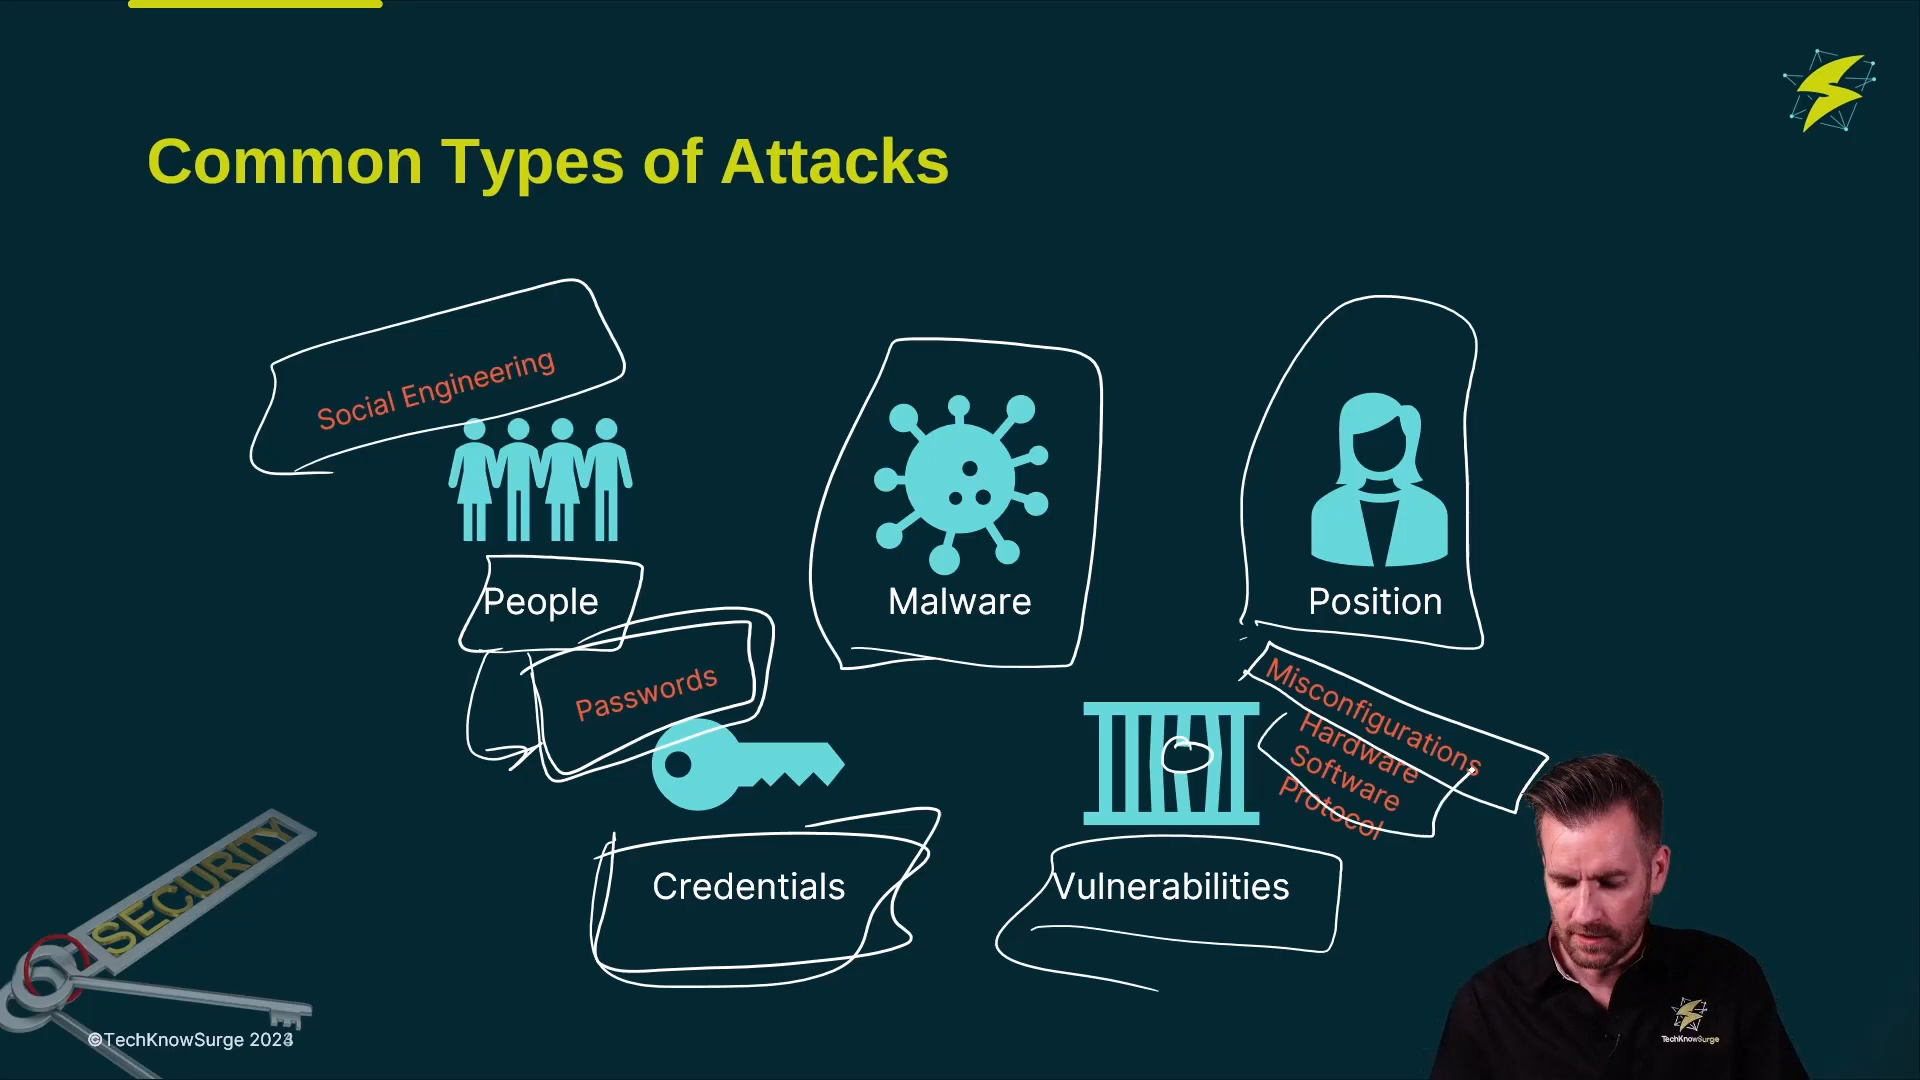 Common Types of Attacks
Social Engineering
People
Malware
Position
Passwords
Misconfigurations
Hardware
Software
Protocol
Credentials
Vulnerabilities
SECURITY
©TechKnowSurge
TechKnowSurge